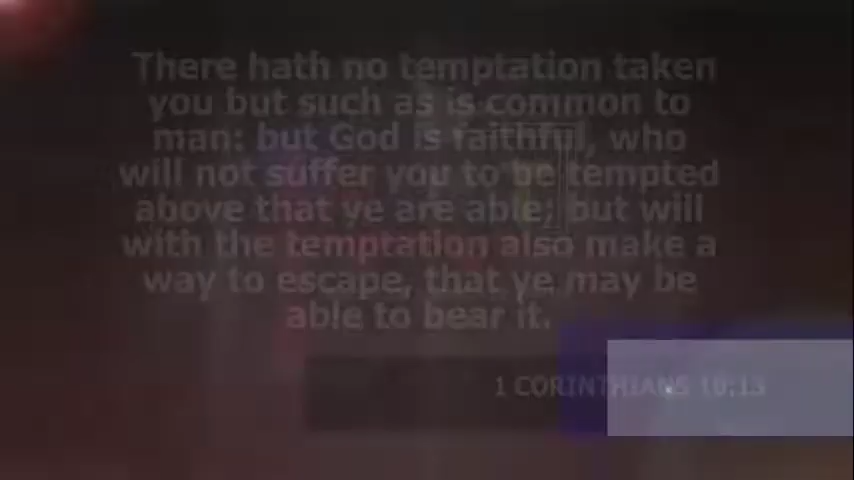 There hath no temptation taken
you but such as is common to
man: but God is faithful, who
will not suffer you to be tempted
above that ye are able; but will
with the temptation also make a
way to escape, that ye may be
able to bear it.
1 CORINTHIANS 10:13